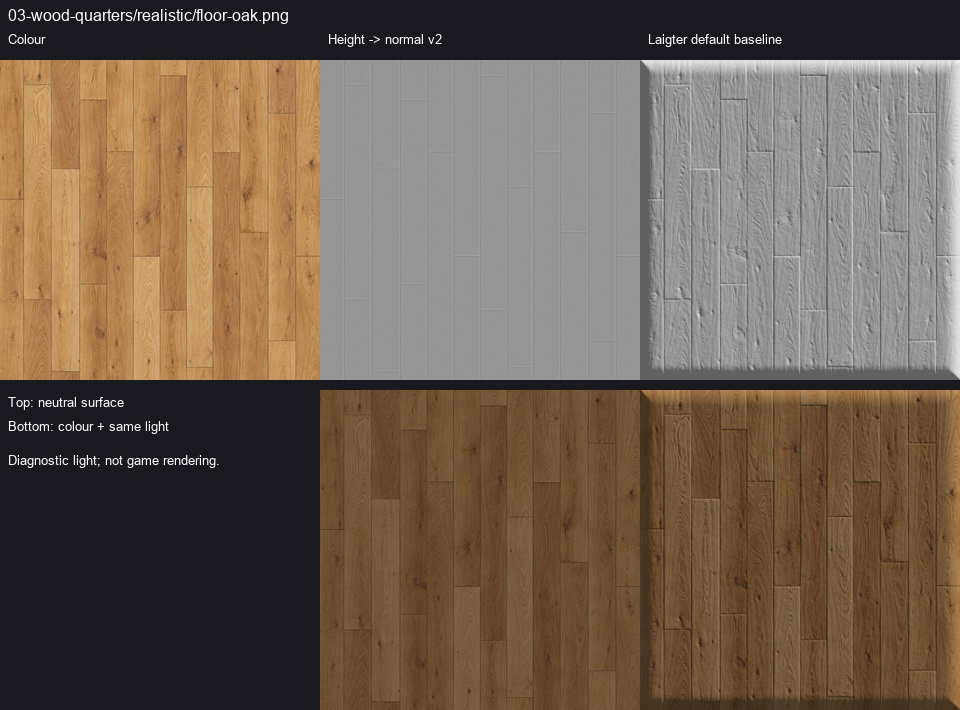 03-wood-quarters/realistic/floor-oak.png
Colour
Height -> normal v2
Laigter default baseline
Top: neutral surface
Bottom: colour + same light
Diagnostic light; not game rendering.